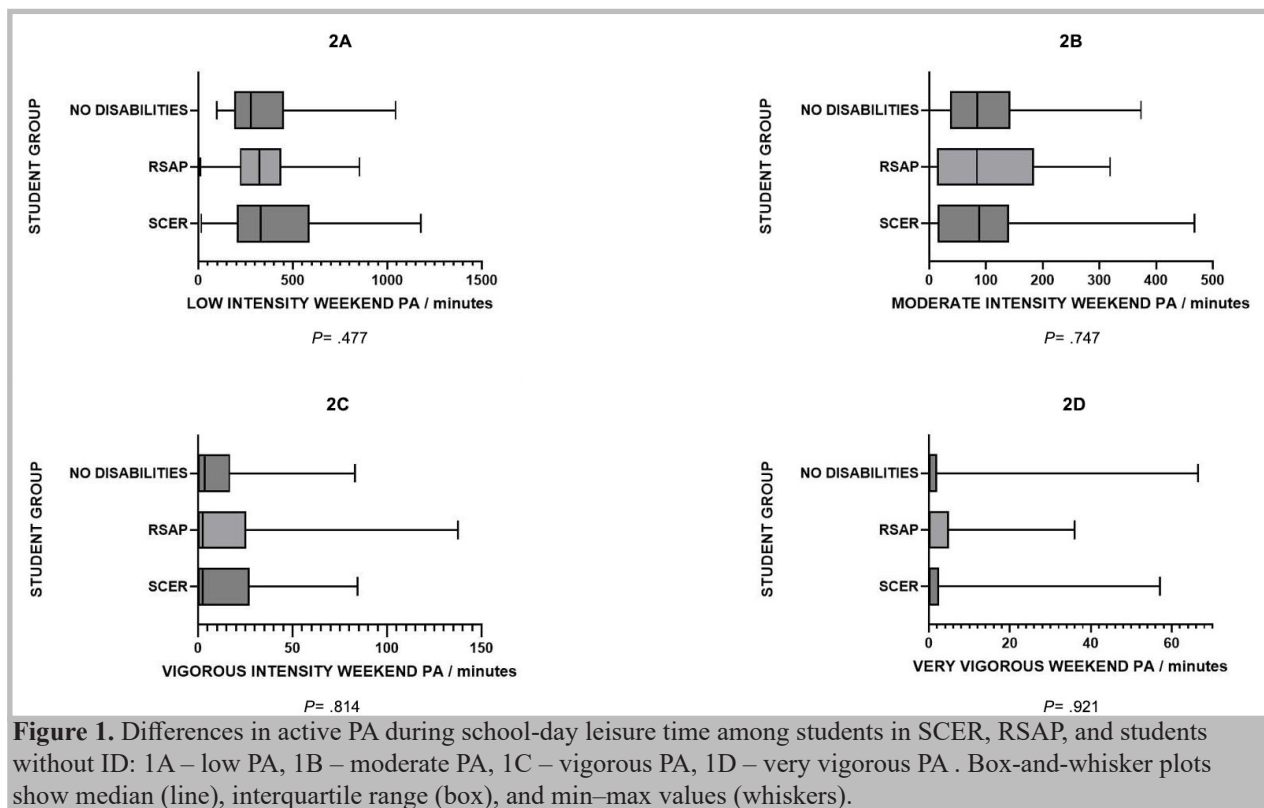 2A
STUDENT GROUP
NO DISABILITIES
RSAP
SCER
0 500 1000 1500
LOW INTENSITY WEEKEND PA / minutes
P= .477
2B
STUDENT GROUP
NO DISABILITIES
RSAP
SCER
0 100 200 300 400 500
MODERATE INTENSITY WEEKEND PA / minutes
P= .747
2C
STUDENT GROUP
NO DISABILITIES
RSAP
SCER
0 50 100 150
VIGOROUS INTENSITY WEEKEND PA / minutes
P= .814
2D
STUDENT GROUP
NO DISABILITIES
RSAP
SCER
0 20 40 60
VERY VIGOROUS WEEKEND PA / minutes
P= .921
Figure 1. Differences in active PA during school-day leisure time among students in SCER, RSAP, and students
without ID: 1A – low PA, 1B – moderate PA, 1C – vigorous PA, 1D – very vigorous PA . Box-and-whisker plots
show median (line), interquartile range (box), and min–max values (whiskers).